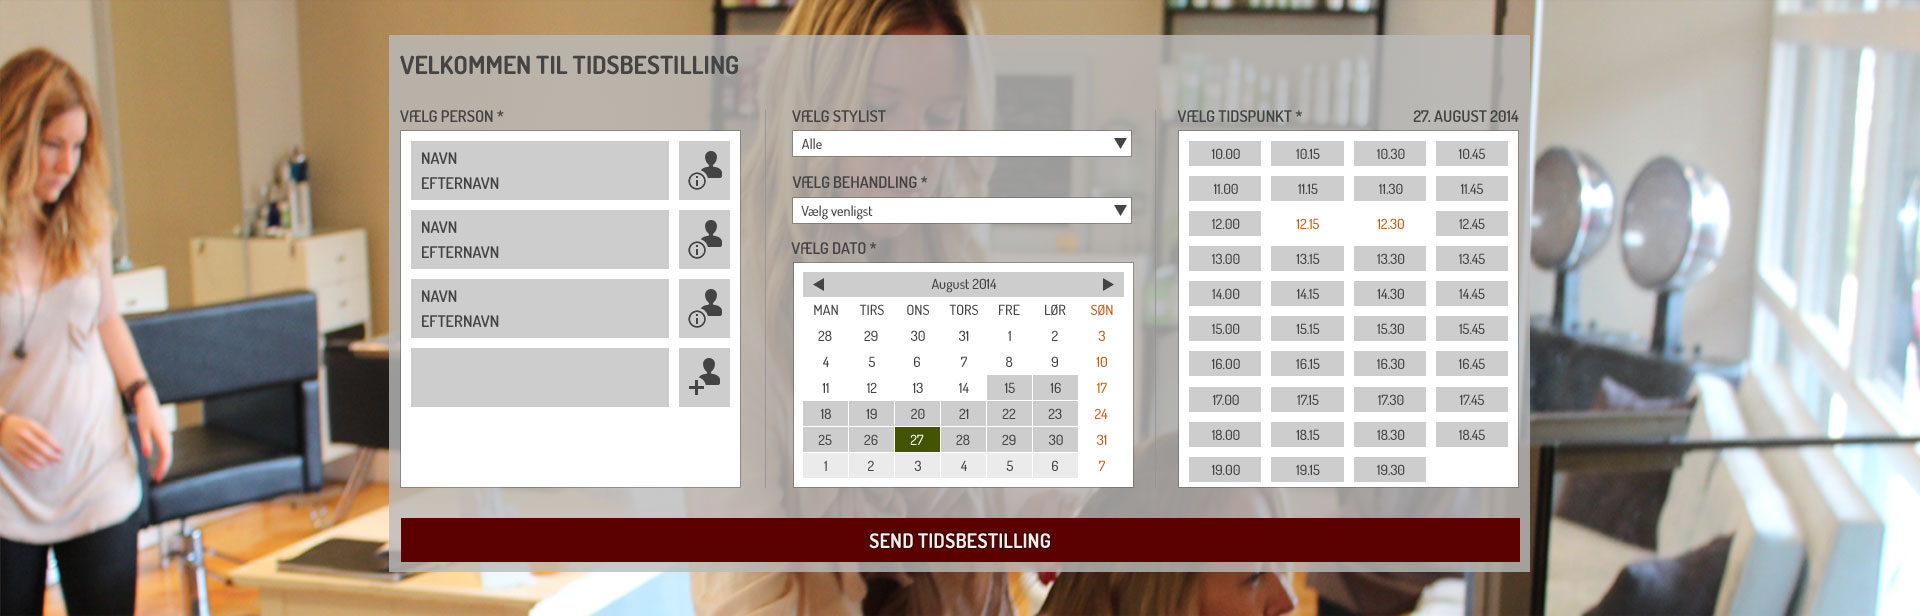 VELKOMMEN TIL TIDSBESTILLING
VÆLG PERSON *
NAVN
EFTERNAVN
NAVN
EFTERNAVN
NAVN
EFTERNAVN
VÆLG STYLIST
Alle
VÆLG BEHANDLING *
Vælg venligst
VÆLG DATO *
August 2014
MAN TIRS ONS TORS FRE LØR SØN
28 29 30 31 1 2 3
4 5 6 7 8 9 10
11 12 13 14 15 16 17
18 19 20 21 22 23 24
25 26 27 28 29 30 31
1 2 3 4 5 6 7
VÆLG TIDSPUNKT * 27. AUGUST 2014
10.00 10.15 10.30 10.45
11.00 11.15 11.30 11.45
12.00 12.15 12.30 12.45
13.00 13.15 13.30 13.45
14.00 14.15 14.30 14.45
15.00 15.15 15.30 15.45
16.00 16.15 16.30 16.45
17.00 17.15 17.30 17.45
18.00 18.15 18.30 18.45
19.00 19.15 19.30
SEND TIDSBESTILLING